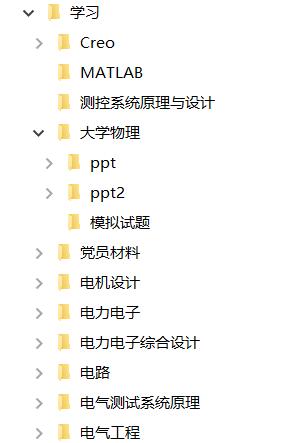 学习
Creo
MATLAB
测控系统原理与设计
大学物理
ppt
ppt2
模拟试题
党员材料
电机设计
电力电子
电力电子综合设计
电路
电气测试系统原理
电气工程